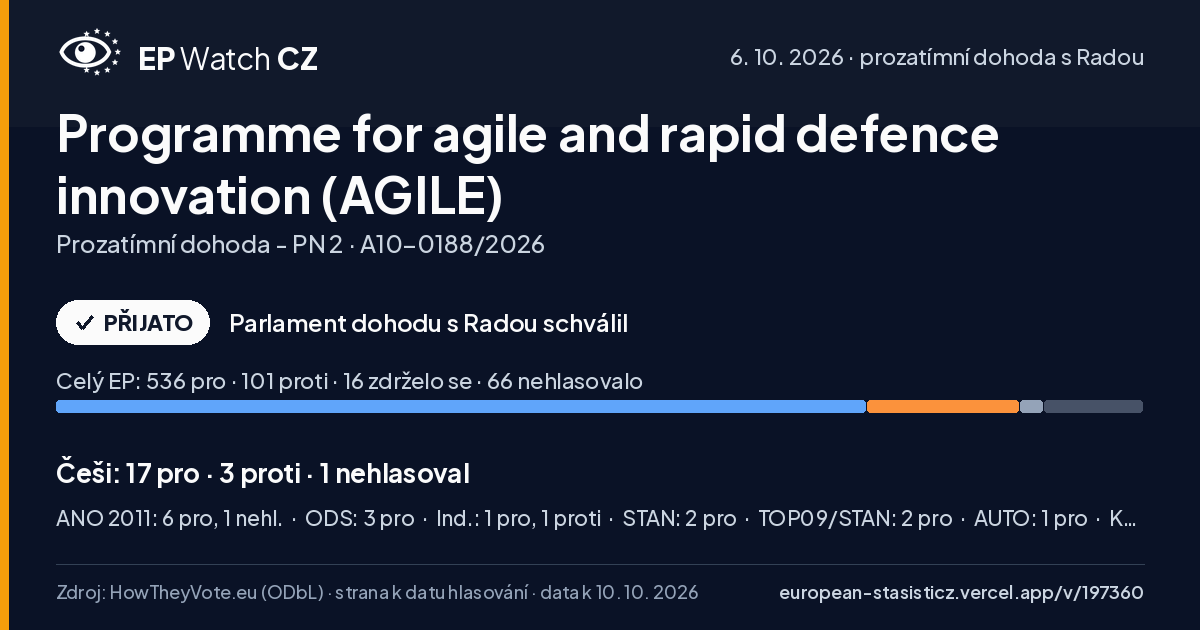 EP Watch CZ
6. 10. 2026 · prozatímní dohoda s Radou
Programme for agile and rapid defence
innovation (AGILE)
Prozatímní dohoda – PN 2 · A10–0188/2026
✓ PŘIJATO
Parlament dohodu s Radou schválil
Celý EP: 536 pro · 101 proti · 16 zdrželo se · 66 nehlasovalo
Češi: 17 pro · 3 proti · 1 nehlasoval
ANO 2011: 6 pro, 1 nehl. · ODS: 3 pro · Ind.: 1 pro, 1 proti · STAN: 2 pro · TOP09/STAN: 2 pro · AUTO: 1 pro · K…
Zdroj: HowTheyVote.eu (ODbL) · strana k datu hlasování · data k 10. 10. 2026
european-stasisticz.vercel.app/v/197360